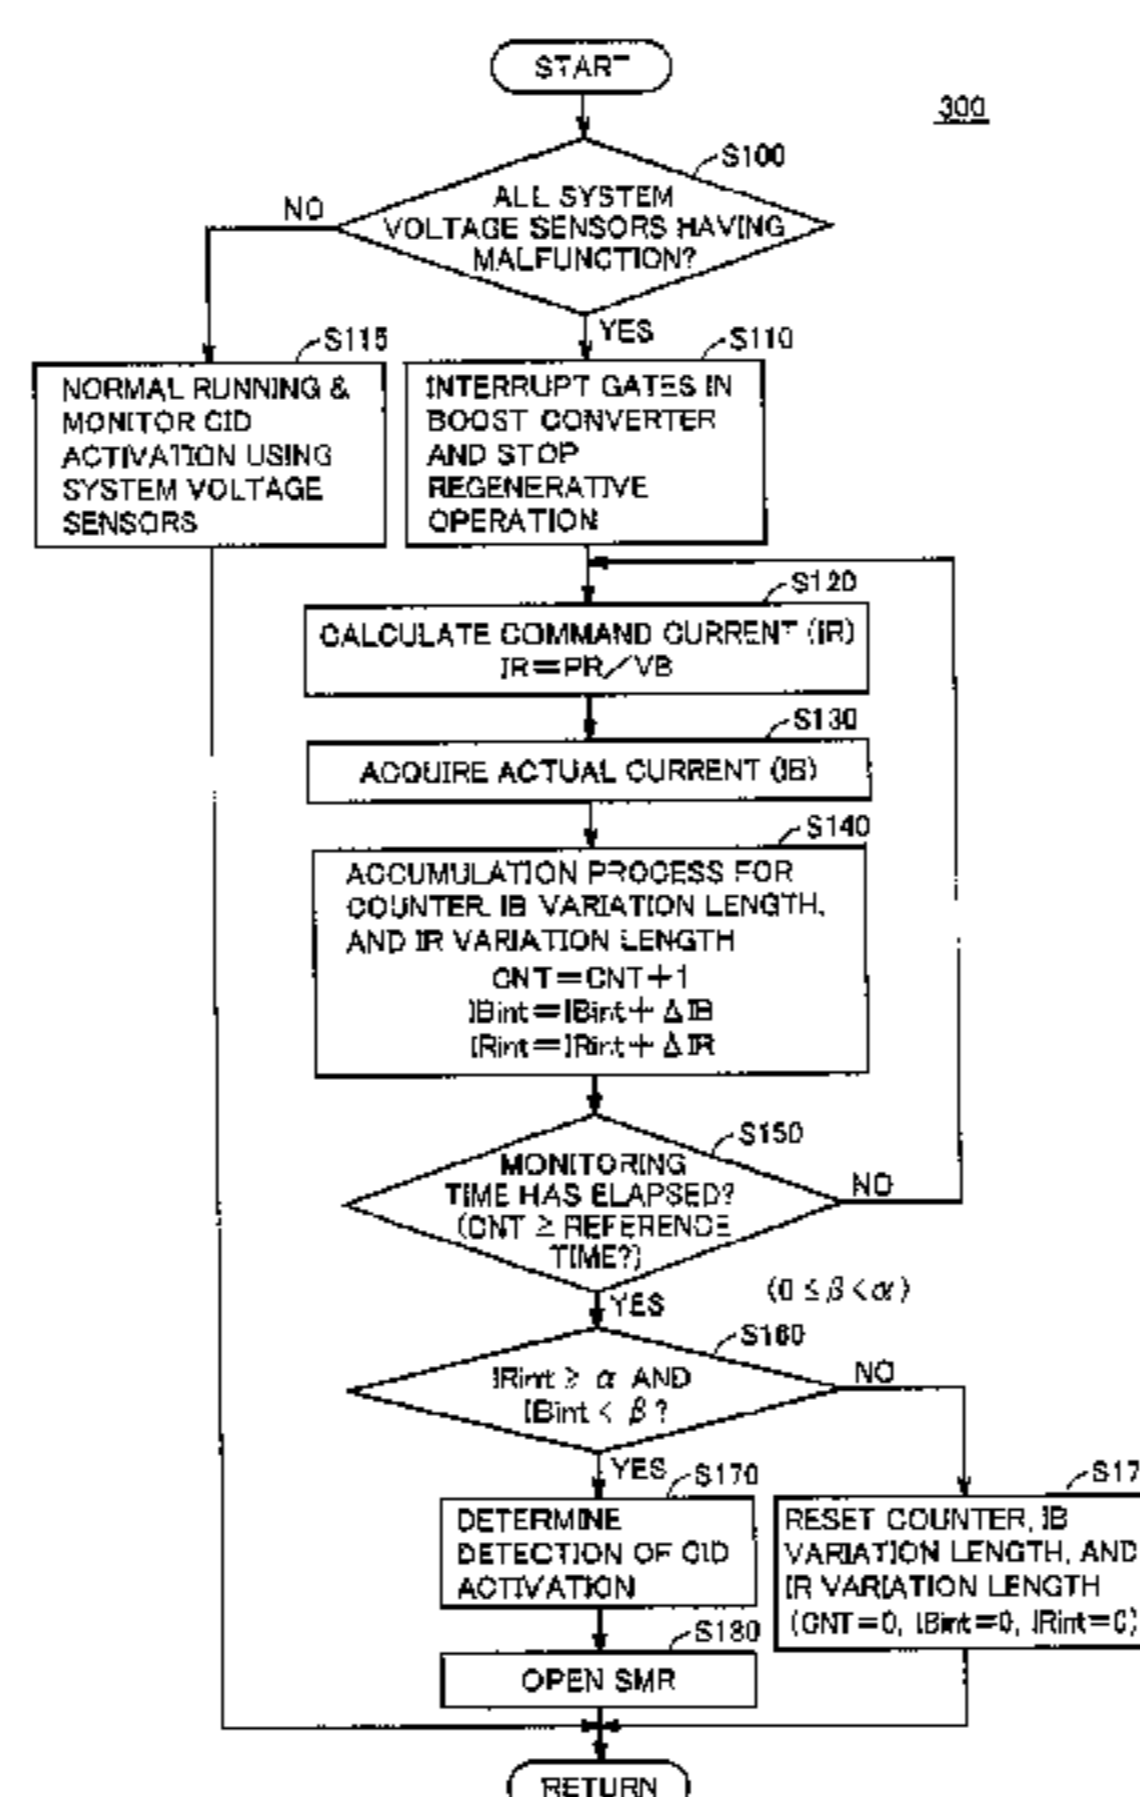 START
300
S100
ALL SYSTEM
VOLTAGE SENSORS HAVING
MALFUNCTION?
NO
YES
S115
NORMAL RUNNING &
MONITOR CID
ACTIVATION USING
SYSTEM VOLTAGE
SENSORS
S110
INTERRUPT GATES IN
BOOST CONVERTER
AND STOP
REGENERATIVE
OPERATION
S120
CALCULATE COMMAND CURRENT (IR)
IR=PR/VB
S130
ACQUIRE ACTUAL CURRENT (IB)
S140
ACCUMULATION PROCESS FOR
COUNTER, IB VARIATION LENGTH,
AND IR VARIATION LENGTH
CNT=CNT+1
IBint=IBint+ΔIB
IRint=IRint+ΔIR
S150
MONITORING
TIME HAS ELAPSED?
(CNT ≥ REFERENCE
TIME?)
NO
YES
(0 ≤ β < α)
S160
IRint ≥ α AND
IBint < β ?
NO
YES
S170
DETERMINE
DETECTION OF CID
ACTIVATION
S17
RESET COUNTER, IB
VARIATION LENGTH, AND
IR VARIATION LENGTH
(CNT=0, IBint=0, IRint=0)
S180
OPEN SMR
RETURN